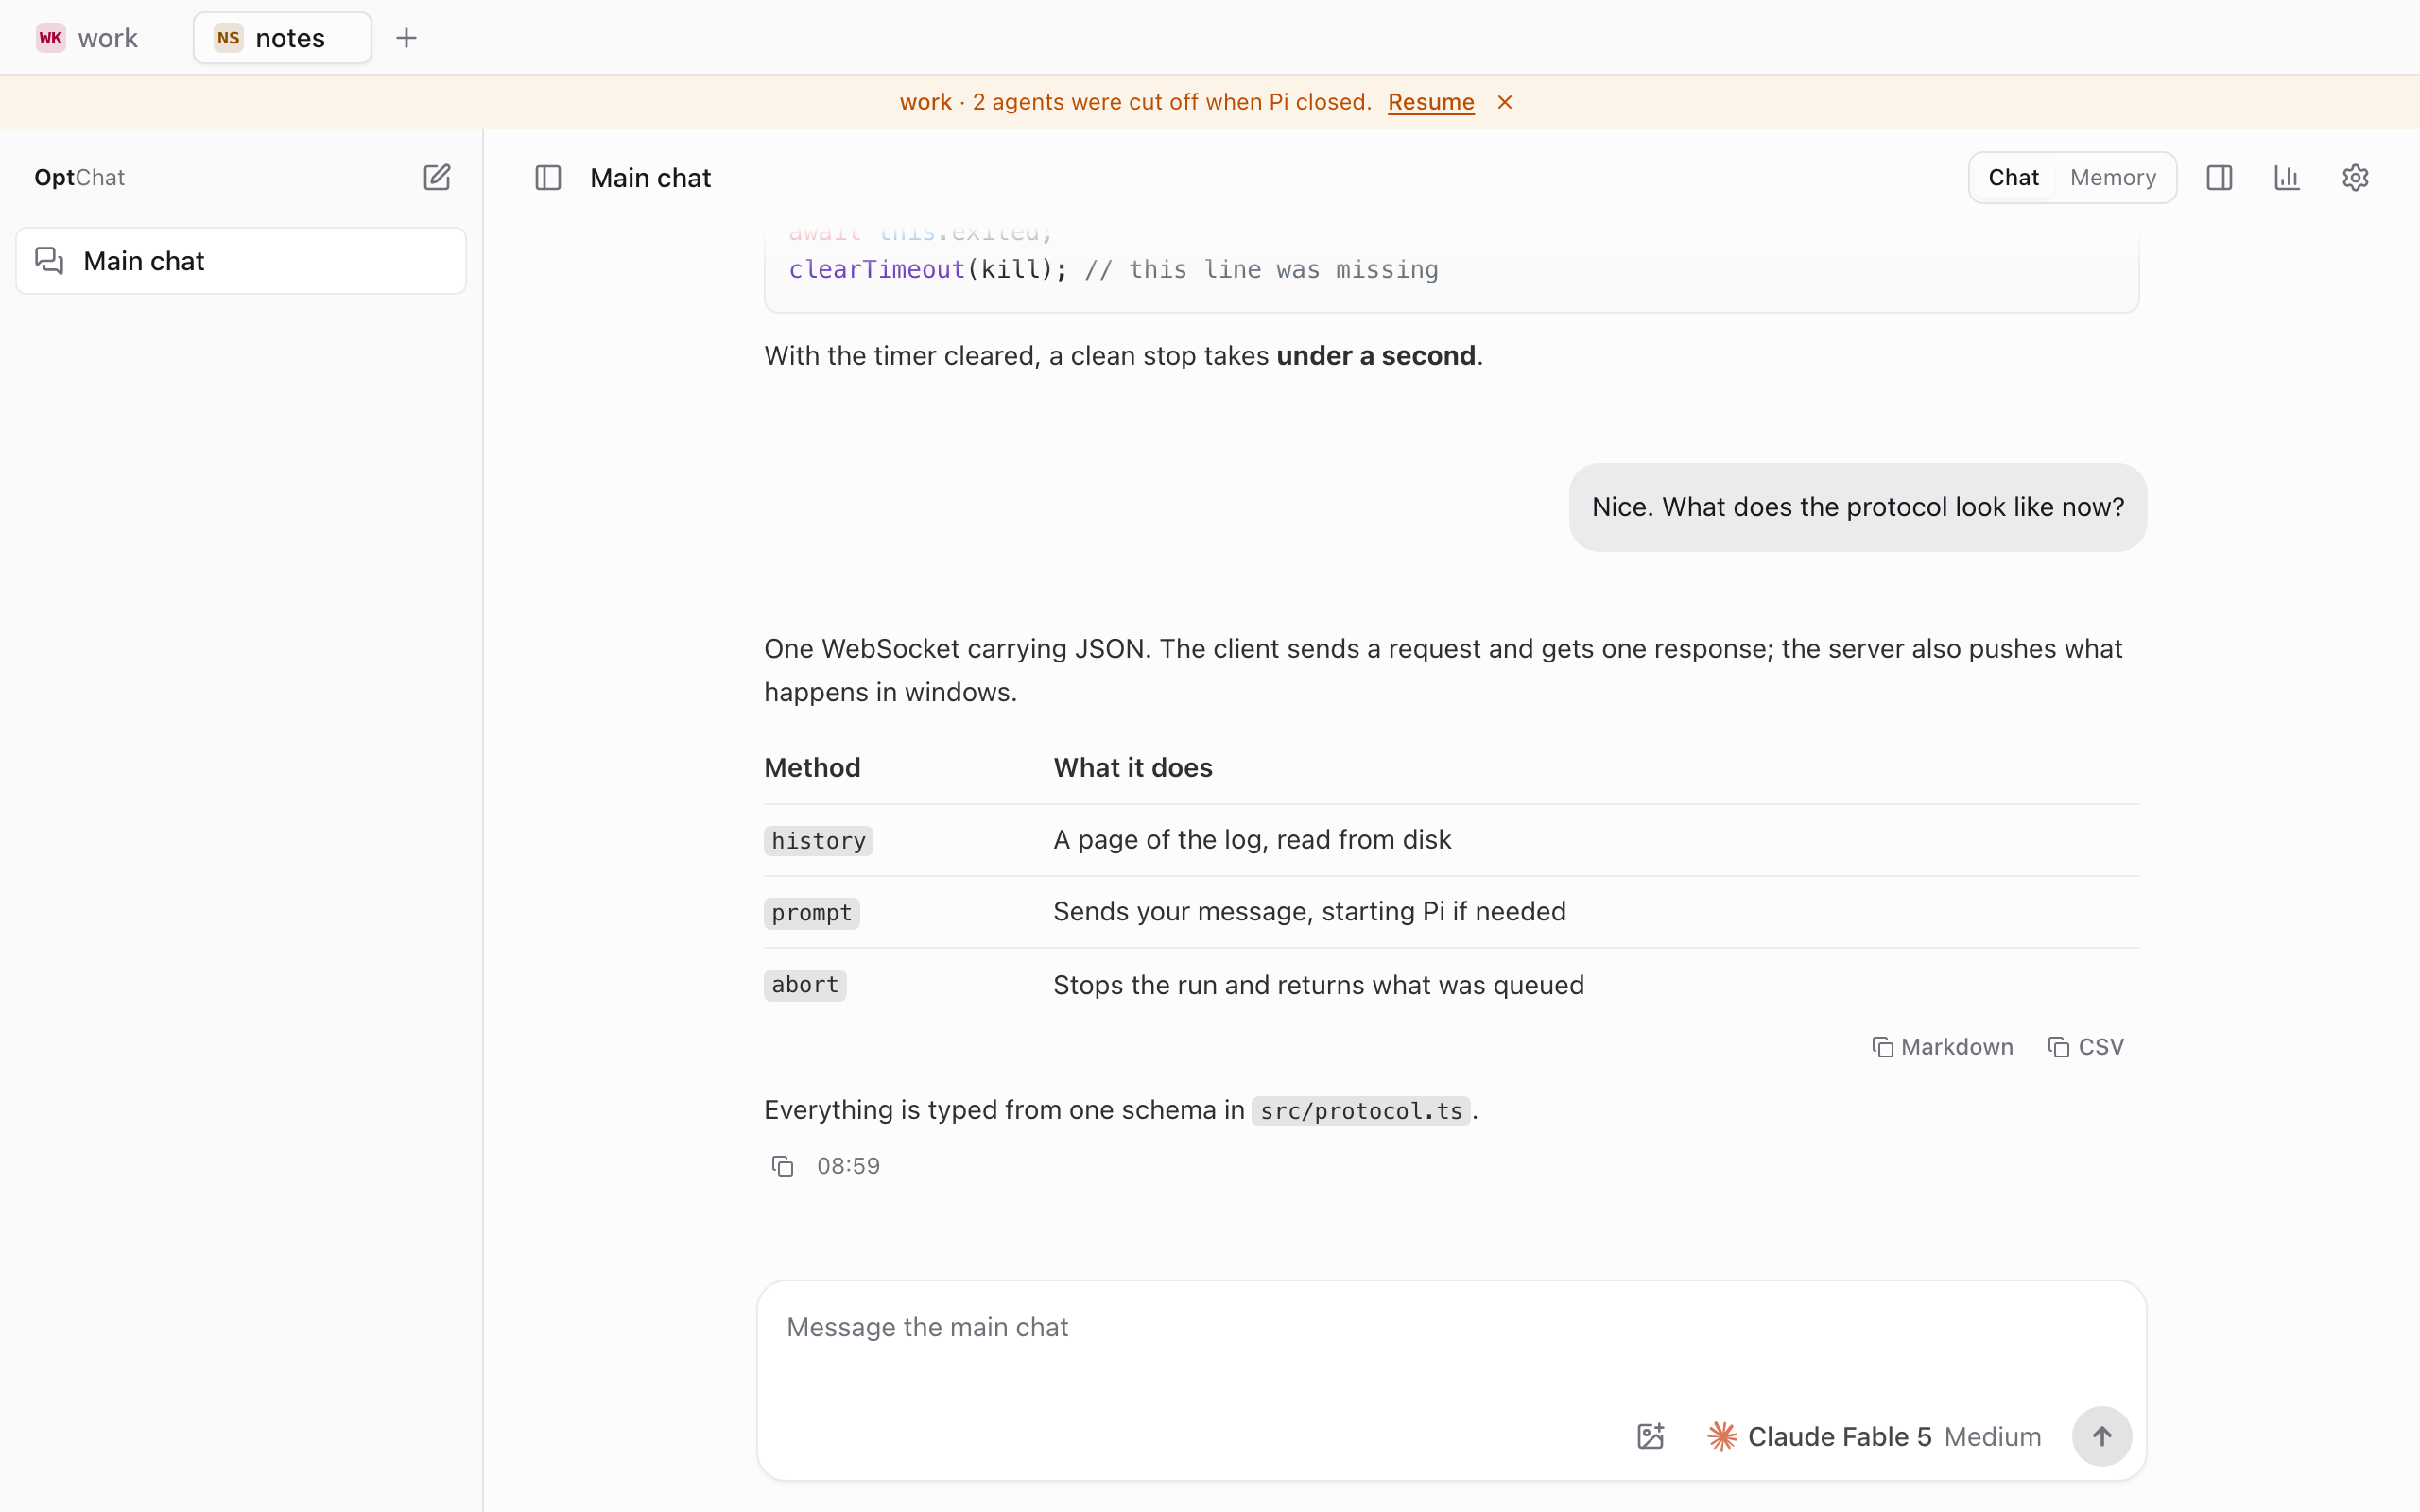 WK work
NS notes
work · 2 agents were cut off when Pi closed. Resume
OptChat
Main chat
Main chat
Chat
Memory
await this.exited;
clearTimeout(kill); // this line was missing
With the timer cleared, a clean stop takes under a second.
Nice. What does the protocol look like now?
One WebSocket carrying JSON. The client sends a request and gets one response; the server also pushes what
happens in windows.
Method What it does
history A page of the log, read from disk
prompt Sends your message, starting Pi if needed
abort Stops the run and returns what was queued
Markdown CSV
Everything is typed from one schema in src/protocol.ts.
08:59
Message the main chat
Claude Fable 5 Medium